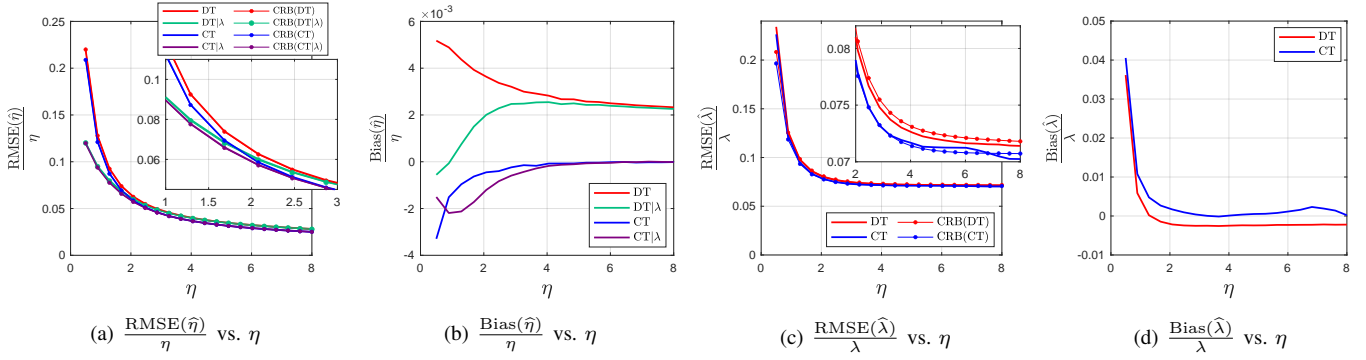 RMSE(η̂)/η
0.25
0.2
0.15
0.1
0.05
0
0 2 4 6 8
η
DT
DT|λ
CT
CT|λ
CRB(DT)
CRB(DT|λ)
CRB(CT)
CRB(CT|λ)
0.1
0.08
0.06
1 1.5 2 2.5 3
(a) RMSE(η̂)/η vs. η
Bias(η̂)/η
×10⁻³
6
4
2
0
-2
-4
0 2 4 6 8
η
DT
DT|λ
CT
CT|λ
(b) Bias(η̂)/η vs. η
RMSE(λ̂)/λ
0.2
0.15
0.1
0.05
0
0 2 4 6 8
η
0.08
0.075
0.07
2 4 6 8
DT
CT
CRB(DT)
CRB(CT)
(c) RMSE(λ̂)/λ vs. η
Bias(λ̂)/λ
0.05
0.04
0.03
0.02
0.01
0
-0.01
0 2 4 6 8
η
DT
CT
(d) Bias(λ̂)/λ vs. η